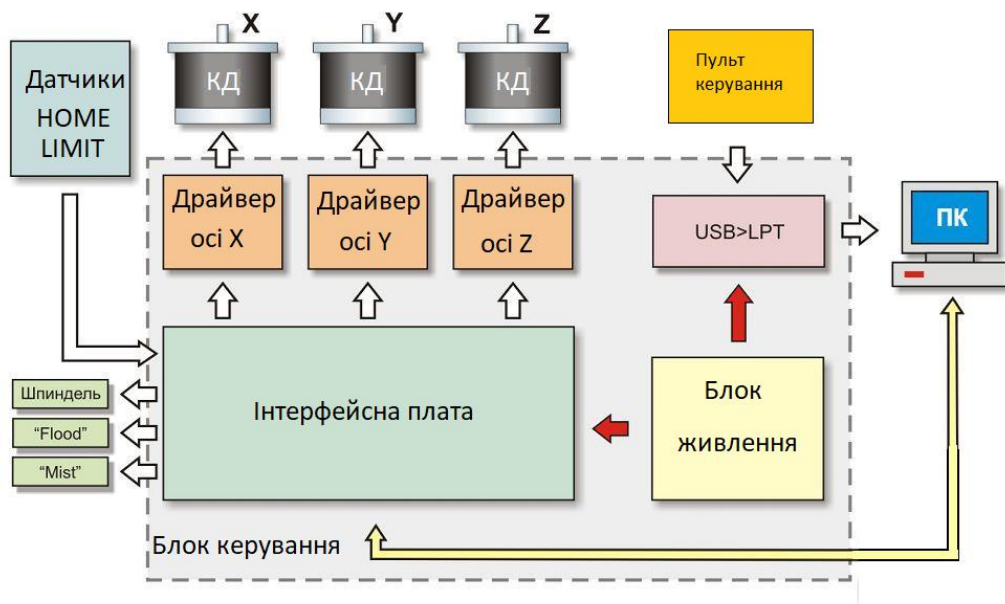 X
Y
Z
Датчики
HOME
LIMIT
КД
КД
КД
Пульт
керування
Драйвер
осі X
Драйвер
осі Y
Драйвер
осі Z
USB>LPT
ПК
Інтерфейсна плата
Блок
живлення
Шпиндель
“Flood”
“Mist”
Блок керування